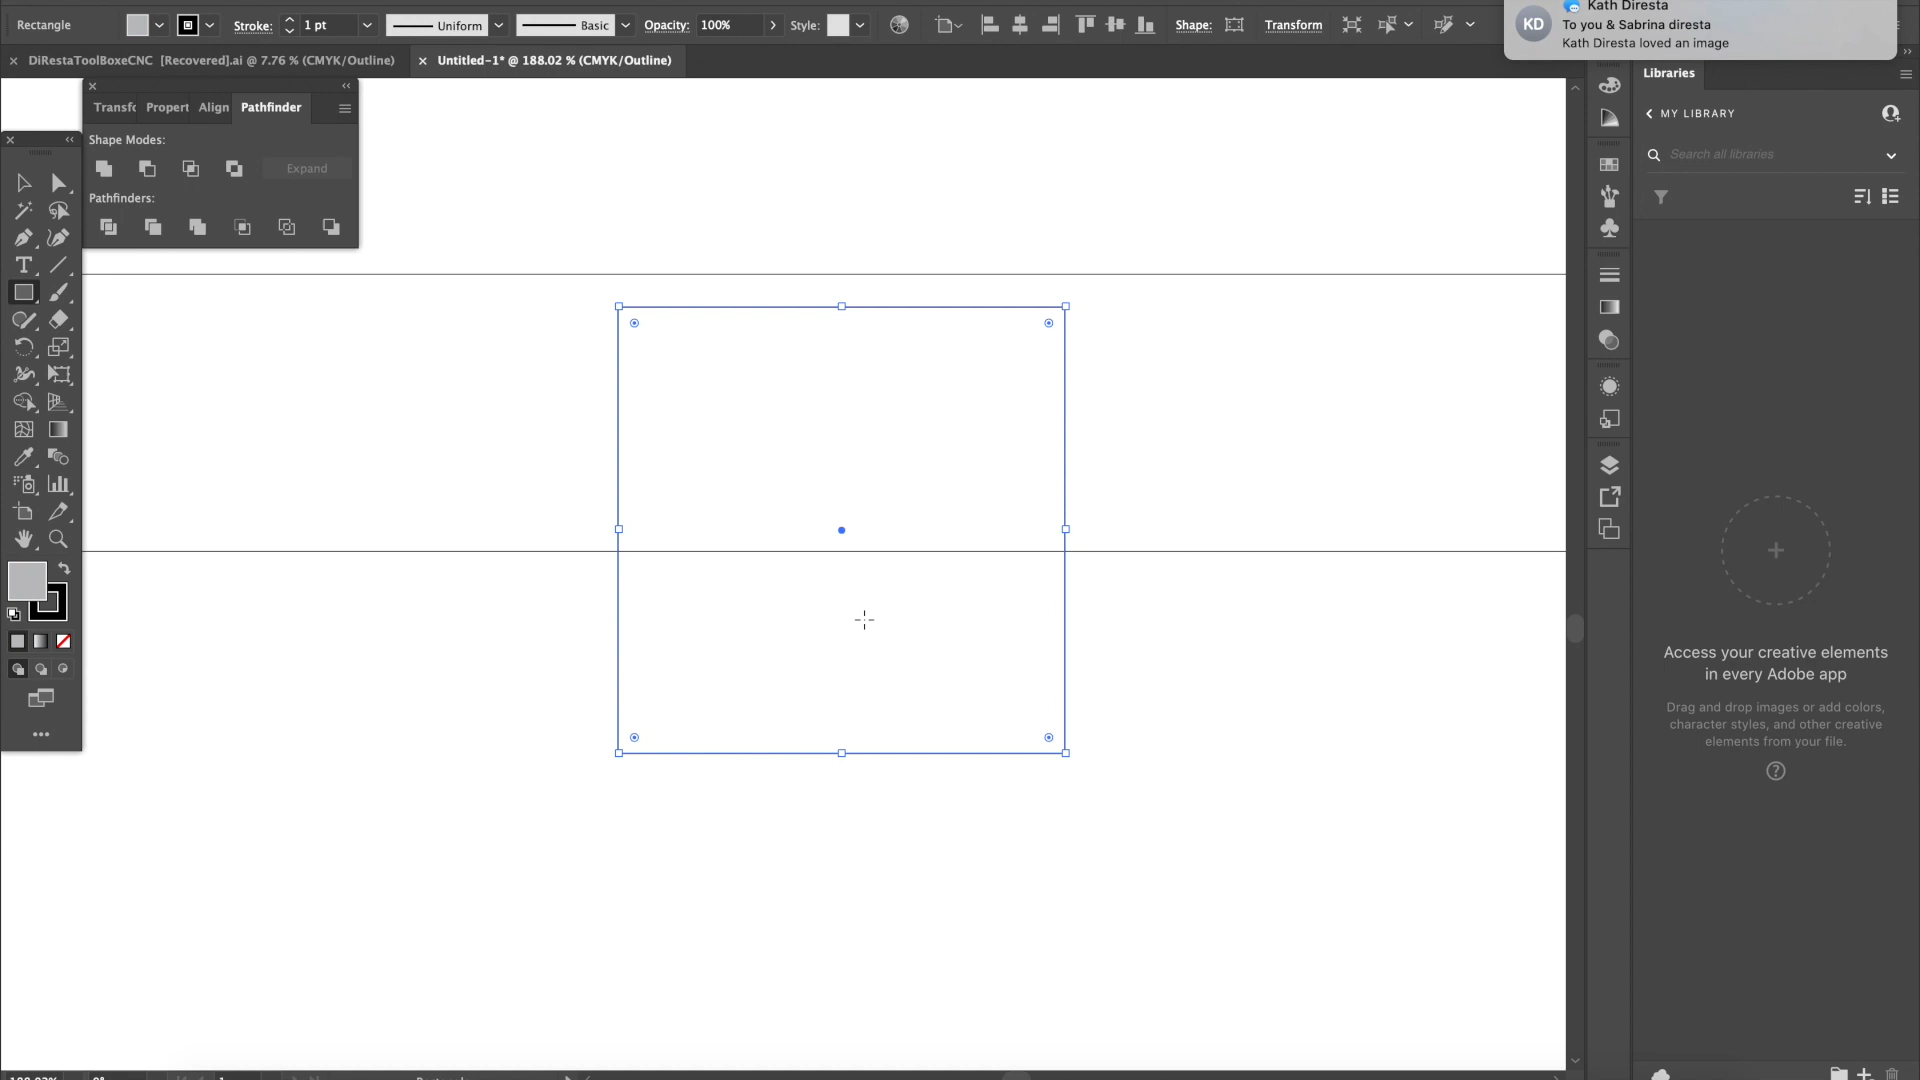 Rectangle
Stroke:
1 pt
Uniform
Basic
Opacity:
100%
Style:
Shape:
Transform
KD
Kath Diresta
To you & Sabrina diresta
Kath Diresta loved an image
DiRestaToolBoxeCNC [Recovered].ai @ 7.76 % (CMYK/Outline)
Untitled-1* @ 188.02 % (CMYK/Outline)
Transfo
Propert
Align
Pathfinder
Shape Modes:
Expand
Pathfinders:
Libraries
MY LIBRARY
Search all libraries
Access your creative elements
in every Adobe app
Drag and drop images or add colors,
character styles, and other creative
elements from your file.